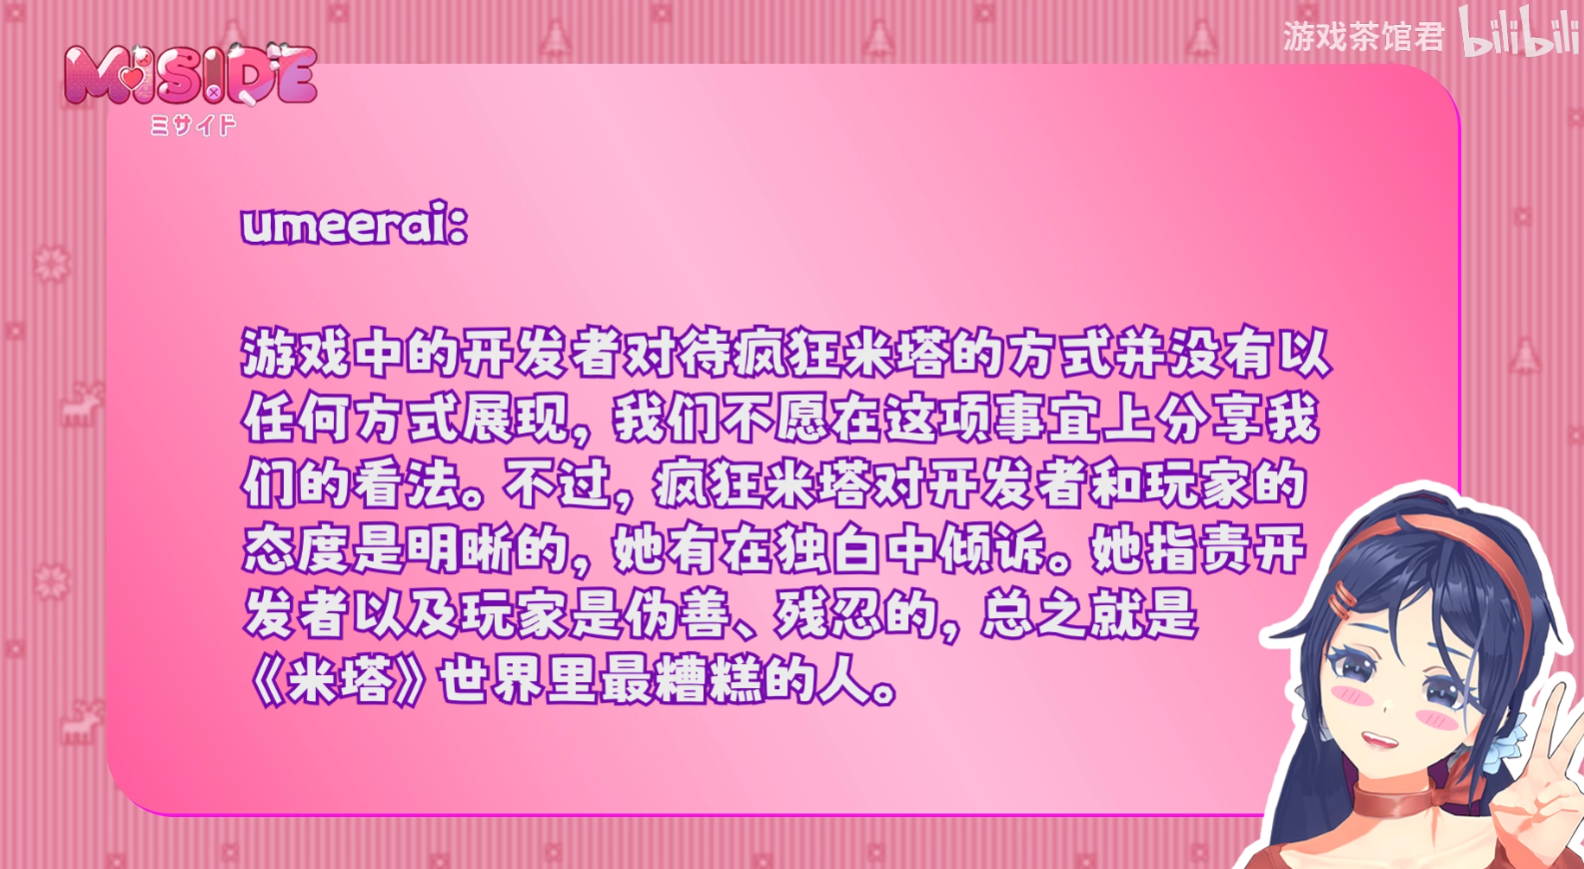 游戏茶馆君 bilibili
MiSIDE
ミサイド
umeerai:
游戏中的开发者对待疯狂米塔的方式并没有以
任何方式展现，我们不愿在这项事宜上分享我
们的看法。不过，疯狂米塔对开发者和玩家的
态度是明晰的，她有在独白中倾诉。她指责开
发者以及玩家是伪善、残忍的，总之就是
《米塔》世界里最糟糕的人。